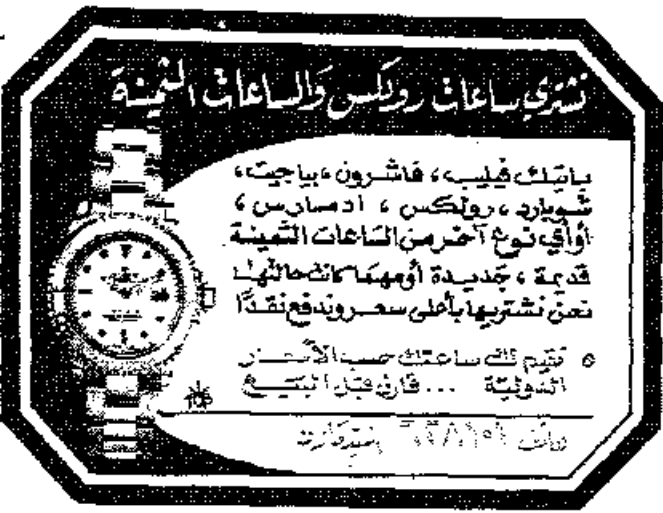 نشتري ساعات رولكس والساعات الثمينة
باتيك فيليب، فاشرون، بياجيت،
شوبارد، رولكس، ادمارس،
أو أي نوع آخر من الساعات الثمينة
قديمة، جديدة أو مهما كانت حالتها
نحن نشتريها بأعلى سعر وندفع نقدًا
نقيم لك ساعتك حسب الأسعار
الدولية ... قارن قبل البيع